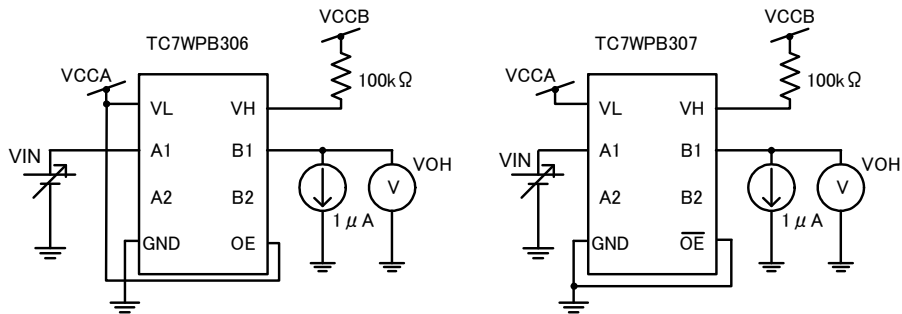 TC7WPB306
VCCB
100kΩ
VCCA
VL
VH
VIN
A1
B1
VOH
A2
B2
V
1μA
GND
OE
TC7WPB307
VCCB
100kΩ
VCCA
VL
VH
VIN
A1
B1
VOH
A2
B2
V
1μA
GND
O̅E̅